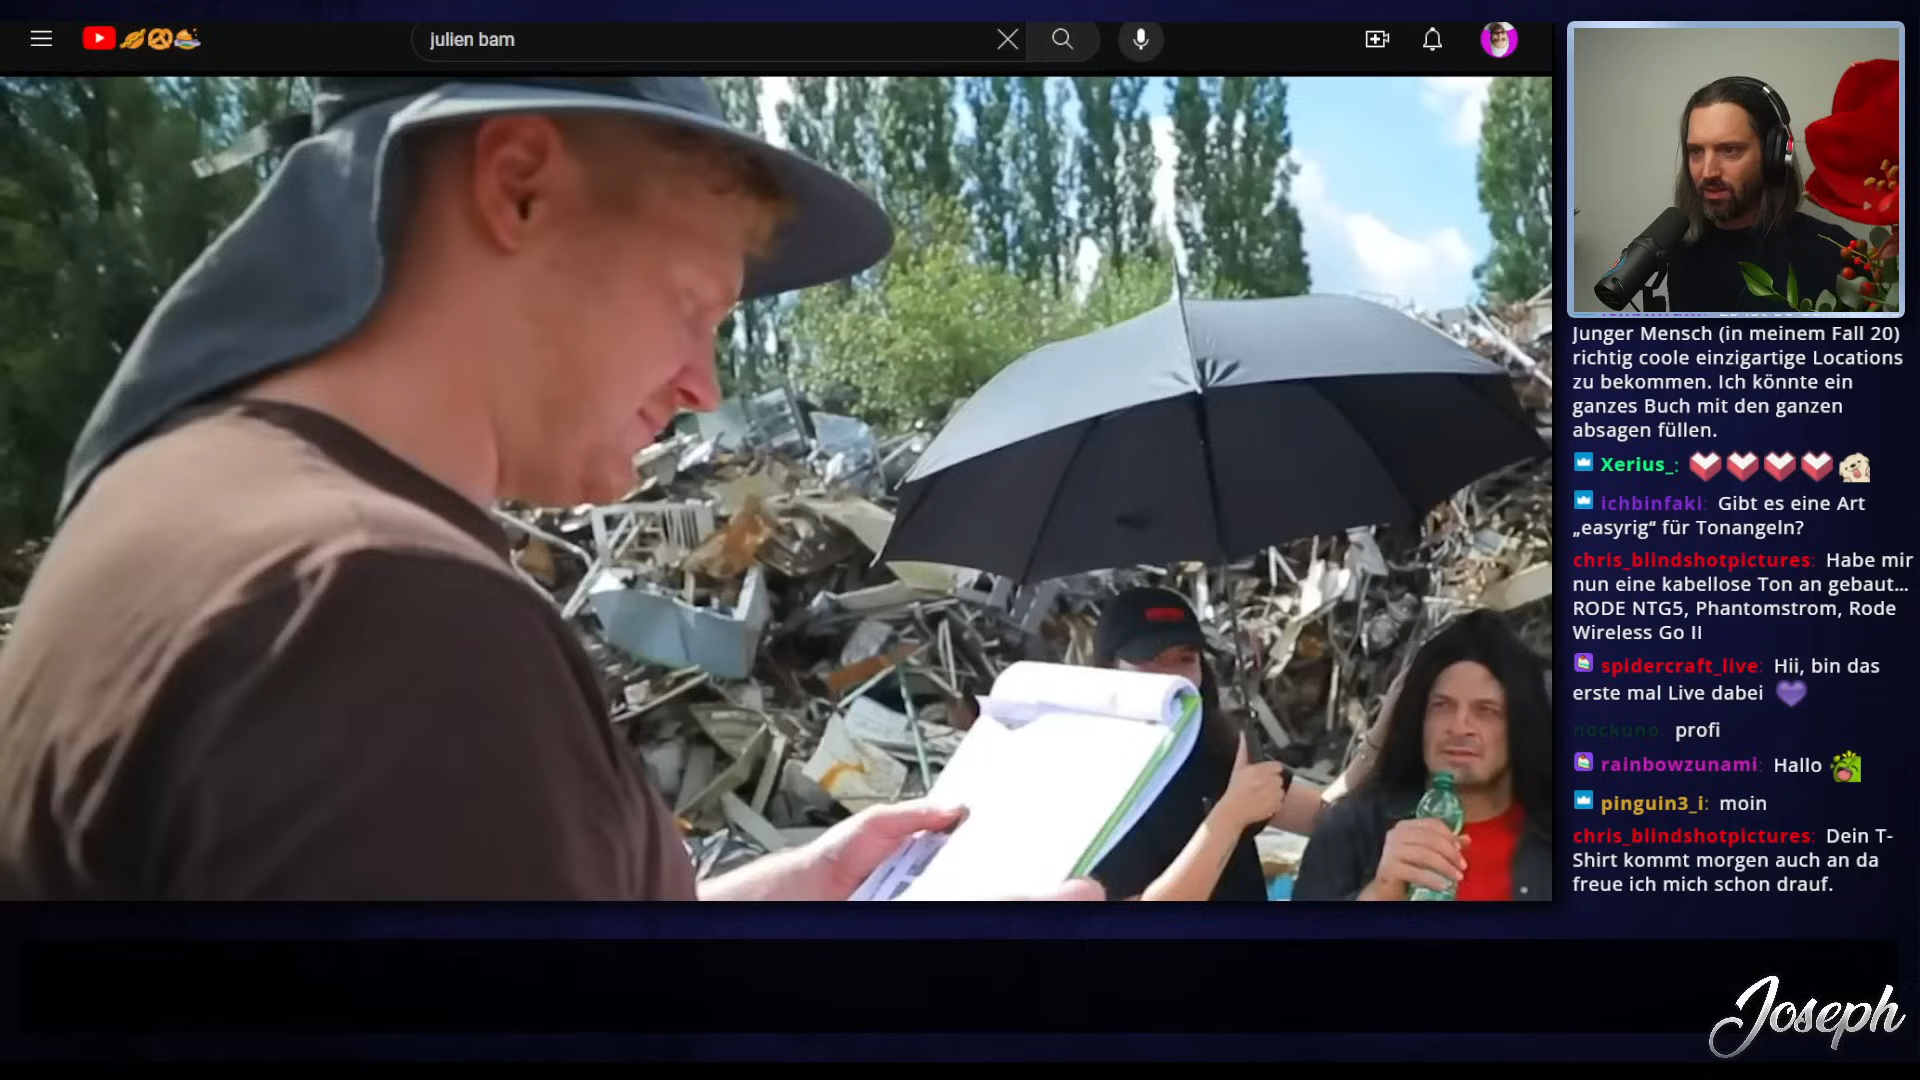 julien bam
Junger Mensch (in meinem Fall 20)
richtig coole einzigartige Locations
zu bekommen. Ich könnte ein
ganzes Buch mit den ganzen
absagen füllen.
Xerius_:
ichbinfaki: Gibt es eine Art
„easyrig“ für Tonangeln?
chris_blindshotpictures: Habe mir
nun eine kabellose Ton an gebaut...
RODE NTG5, Phantomstrom, Rode
Wireless Go II
spidercraft_live: Hii, bin das
erste mal Live dabei
nockuno: profi
rainbowzunami: Hallo
pinguin3_i: moin
chris_blindshotpictures: Dein T-
Shirt kommt morgen auch an da
freue ich mich schon drauf.
Joseph